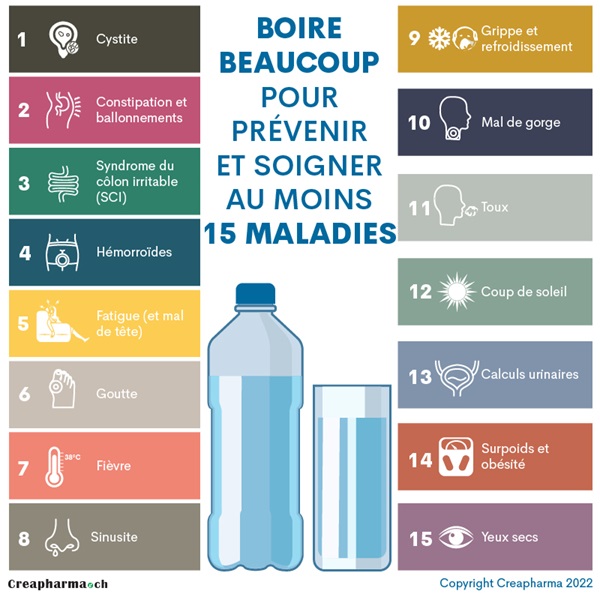 BOIRE
BEAUCOUP
POUR
PRÉVENIR
ET SOIGNER
AU MOINS
15 MALADIES
1 Cystite
2 Constipation et
ballonnements
3 Syndrome du
côlon irritable
(SCI)
4 Hémorroïdes
5 Fatigue (et mal
de tête)
6 Goutte
7 38°C Fièvre
8 Sinusite
9 Grippe et
refroidissement
10 Mal de gorge
11 Toux
12 Coup de soleil
13 Calculs urinaires
14 Surpoids et
obésité
15 Yeux secs
Creapharma.ch
Copyright Creapharma 2022